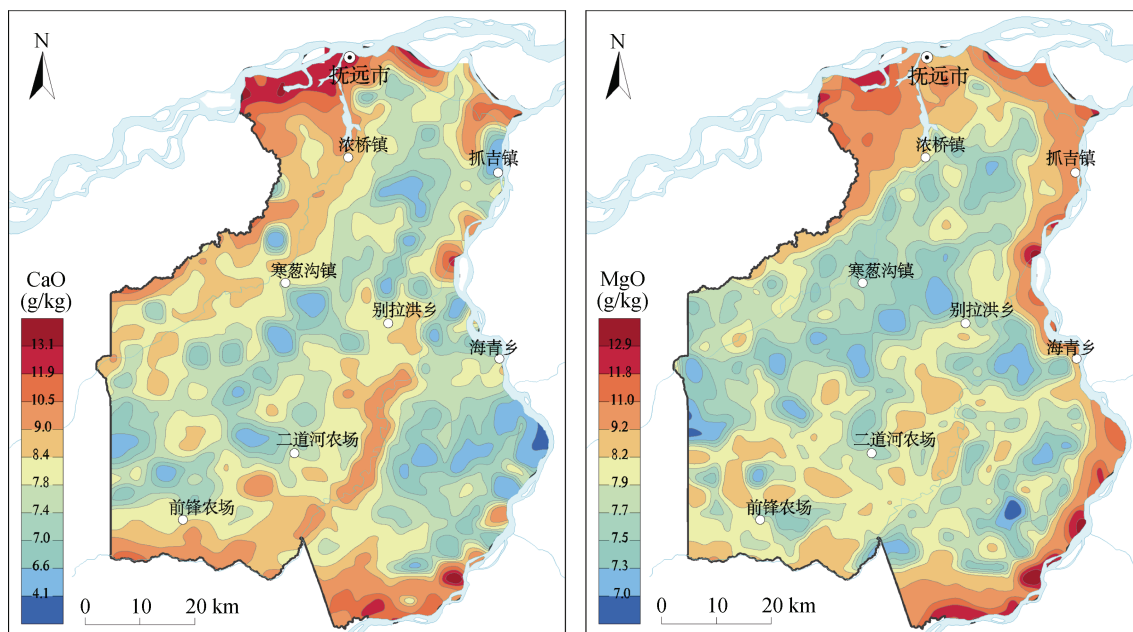 N
抚远市
浓桥镇
抓吉镇
寒葱沟镇
别拉洪乡
海青乡
二道河农场
前锋农场
CaO
(g/kg)
13.1
11.9
10.5
9.0
8.4
7.8
7.4
7.0
6.6
4.1
0 10 20 km
N
抚远市
浓桥镇
抓吉镇
寒葱沟镇
别拉洪乡
海青乡
二道河农场
前锋农场
MgO
(g/kg)
12.9
11.8
11.0
9.2
8.2
7.9
7.7
7.5
7.3
7.0
0 10 20 km